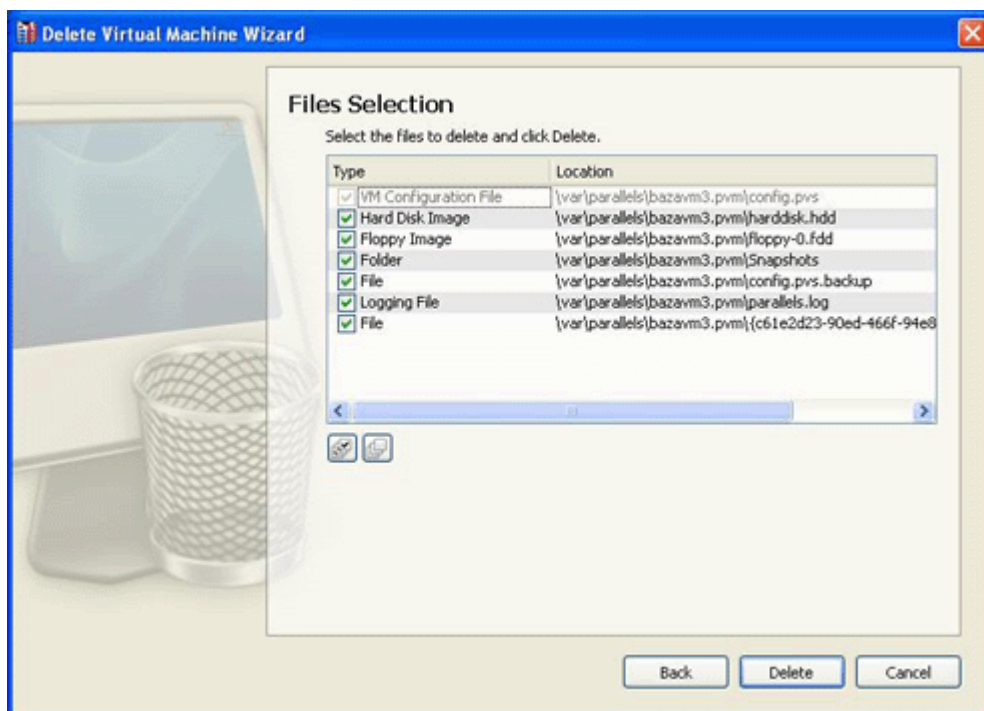 Delete Virtual Machine Wizard
Files Selection
Select the files to delete and click Delete.
Type Location
VM Configuration File \var\parallels\bazavm3.pvm\config.pvs
Hard Disk Image \var\parallels\bazavm3.pvm\harddisk.hdd
Floppy Image \var\parallels\bazavm3.pvm\floppy-0.fdd
Folder \var\parallels\bazavm3.pvm\Snapshots
File \var\parallels\bazavm3.pvm\config.pvs.backup
Logging File \var\parallels\bazavm3.pvm\parallels.log
File \var\parallels\bazavm3.pvm\{c61e2d23-90ed-466f-94e8
Back Delete Cancel